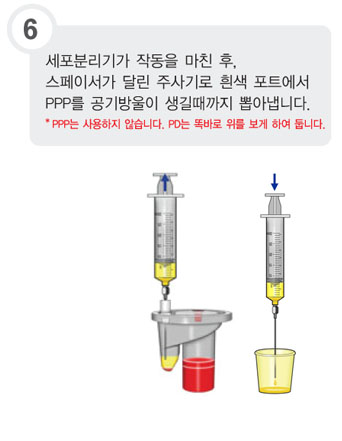 6
세포분리기가 작동을 마친 후,
스페이서가 달린 주사기로 흰색 포트에서
PPP를 공기방울이 생길때까지 뽑아냅니다.
* PPP는 사용하지 않습니다. PD는 똑바로 위를 보게 하여 둡니다.